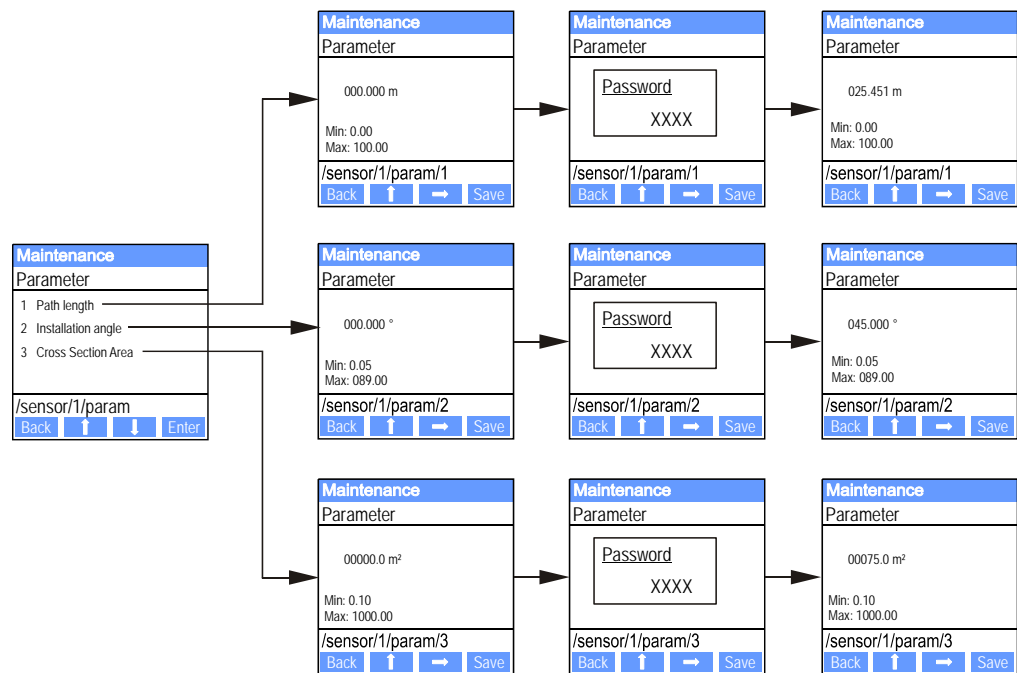 Maintenance
Parameter
000.000 m
Min: 0.00
Max: 100.00
/sensor/1/param/1
Back Save
Maintenance
Parameter
Password
XXXX
/sensor/1/param/1
Back Save
Maintenance
Parameter
025.451 m
Min: 0.00
Max: 100.00
/sensor/1/param/1
Back Save
Maintenance
Parameter
1 Path length
2 Installation angle
3 Cross Section Area
/sensor/1/param
Back Enter
Maintenance
Parameter
000.000 °
Min: 0.05
Max: 089.00
/sensor/1/param/2
Back Save
Maintenance
Parameter
Password
XXXX
/sensor/1/param/2
Back Save
Maintenance
Parameter
045.000 °
Min: 0.05
Max: 089.00
/sensor/1/param/2
Back Save
Maintenance
Parameter
00000.0 m²
Min: 0.10
Max: 1000.00
/sensor/1/param/3
Back Save
Maintenance
Parameter
Password
XXXX
/sensor/1/param/3
Back Save
Maintenance
Parameter
00075.0 m²
Min: 0.10
Max: 1000.00
/sensor/1/param/3
Back Save